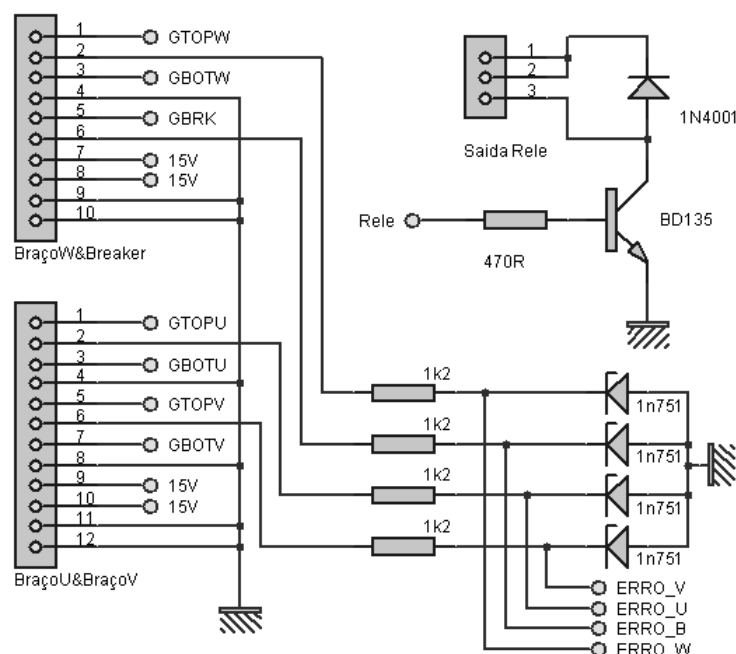 1 GTOPW
2
3 GBOTW
4
5 GBRK
6
7 15V
8 15V
9
10
BraçoW&Breaker
1
2
3
Saida Rele
1N4001
Rele
470R
BD135
1 GTOPU
2
3 GBOTU
4
5 GTOPV
6
7 GBOTV
8
9 15V
10 15V
11
12
BraçoU&BraçoV
1k2
1n751
1k2
1n751
1k2
1n751
1k2
1n751
ERRO_V
ERRO_U
ERRO_B
ERRO_W